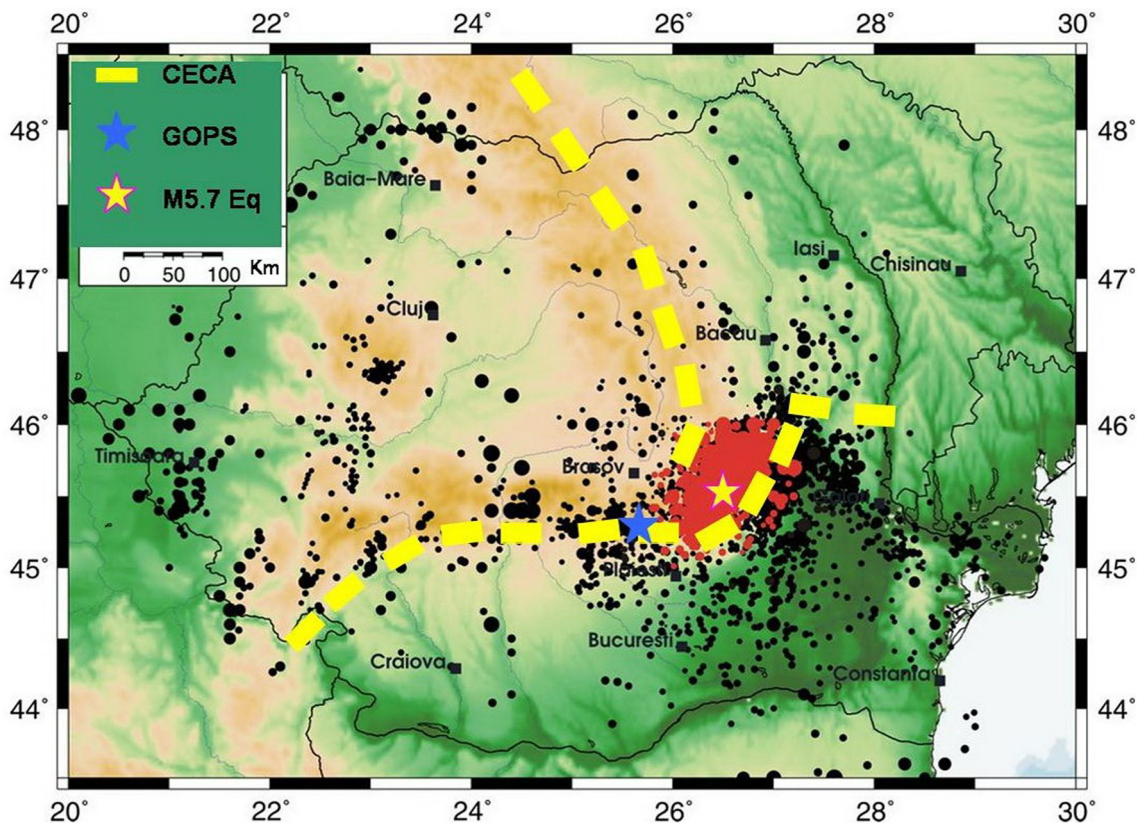 20° 22° 24° 26° 28° 30°
CECA
GOPS
M5.7 Eq
0 50 100 Km
48° 48°
Baia-Mare
Iasi
Chisinau
47° 47°
Cluj
Bacau
46° 46°
Timisoara
Brasov
Galati
45° 45°
Ploiesti
Bucuresti
Craiova
Constanta
44° 44°
20° 22° 24° 26° 28° 30°